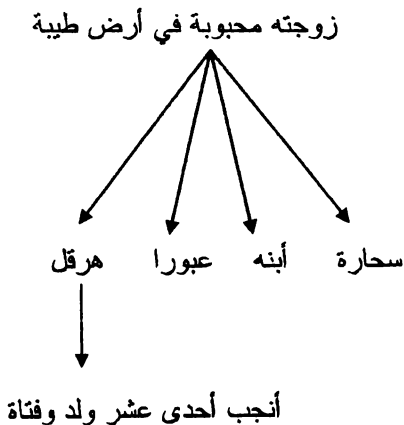 زوجته محبوبة في أرض طيبة
سحارة أبنه عبورا هرقل
أنجب أحدى عشر ولد وفتاة